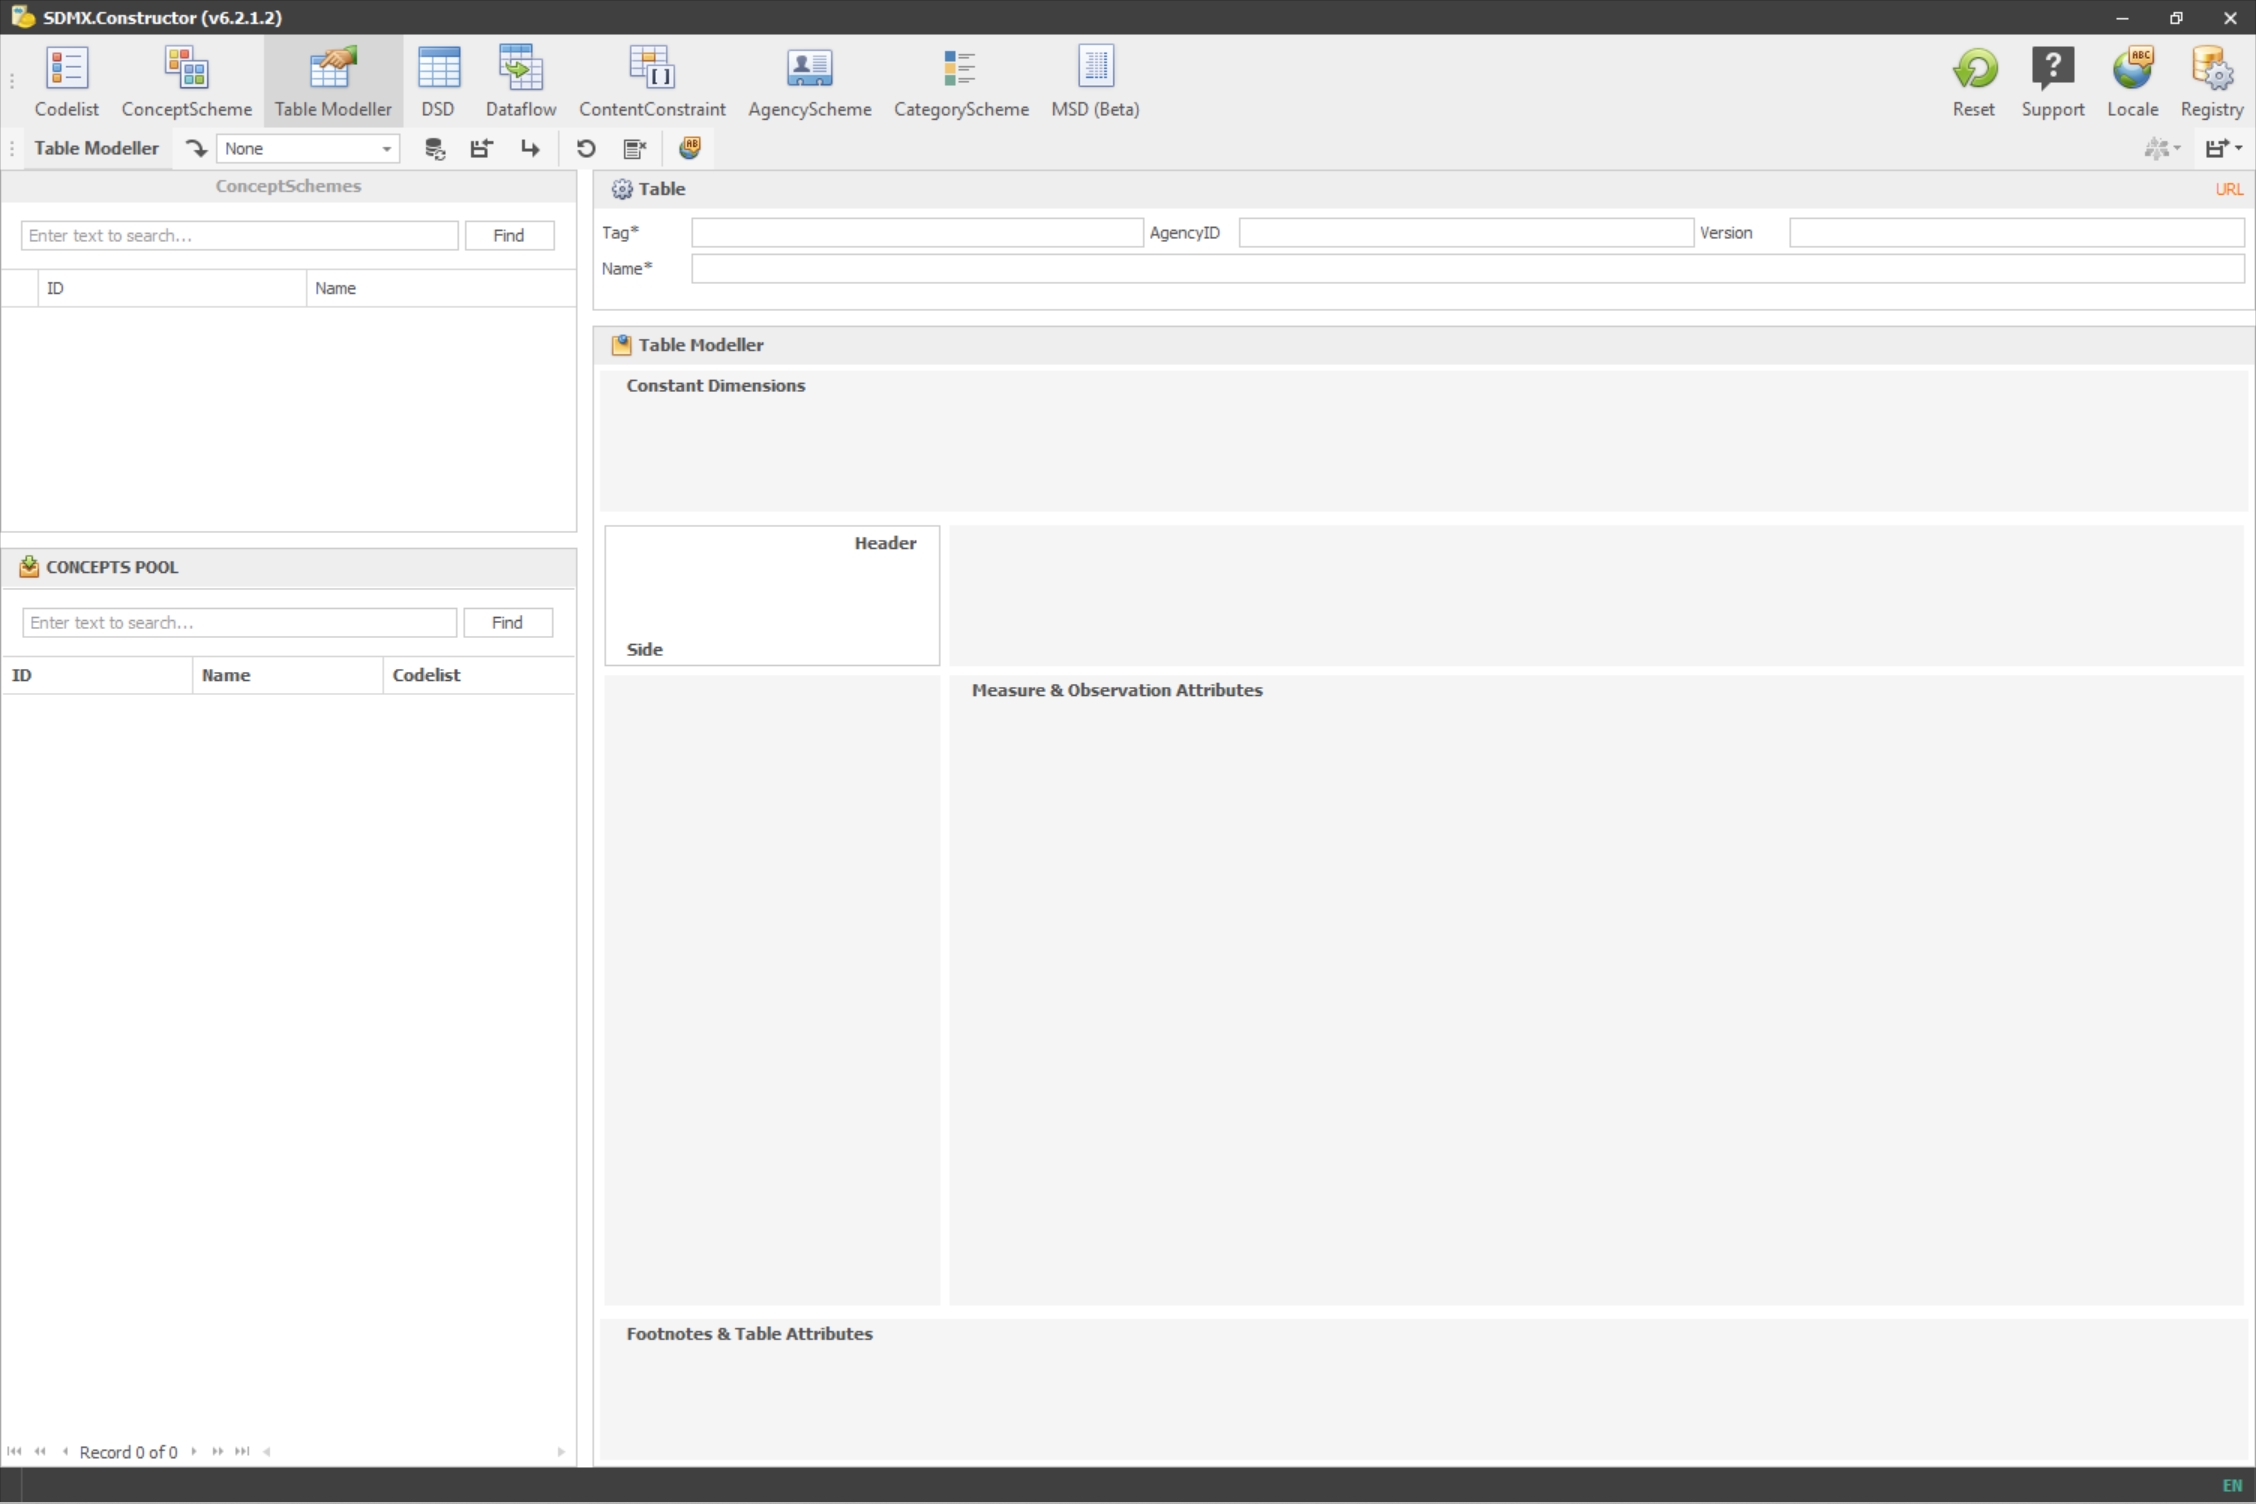 SDMX.Constructor (v6.2.1.2)
Codelist ConceptScheme Table Modeller DSD Dataflow ContentConstraint AgencyScheme CategoryScheme MSD (Beta) Reset Support Locale Registry
Table Modeller None
ConceptSchemes
Enter text to search... Find
ID Name
CONCEPTS POOL
Enter text to search... Find
ID Name Codelist
Record 0 of 0
Table URL
Tag* AgencyID Version
Name*
Table Modeller
Constant Dimensions
Header
Side
Measure & Observation Attributes
Footnotes & Table Attributes
EN